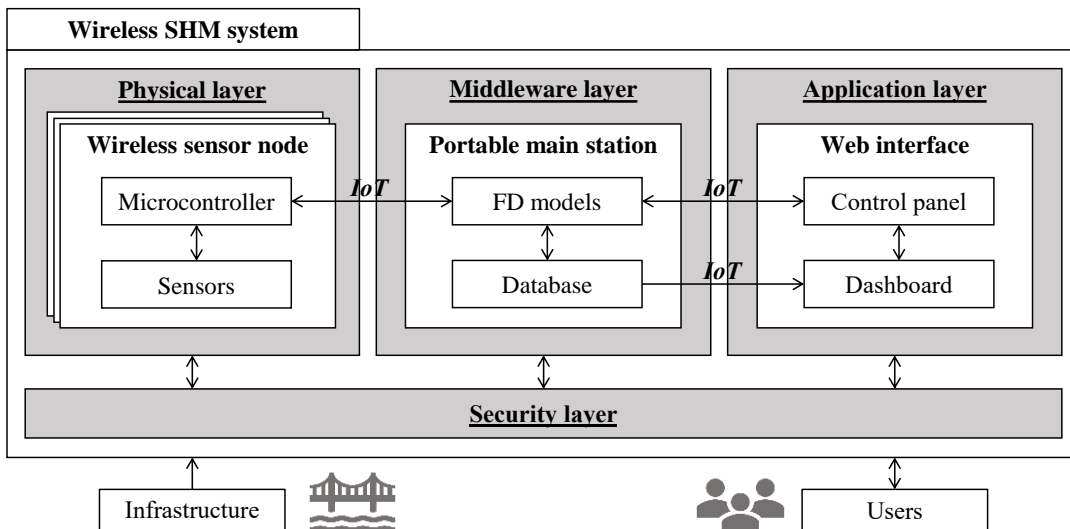 Wireless SHM system
Physical layer
Middleware layer
Application layer
Wireless sensor node
Portable main station
Web interface
IoT
IoT
Microcontroller
FD models
Control panel
IoT
Sensors
Database
Dashboard
Security layer
Infrastructure
Users